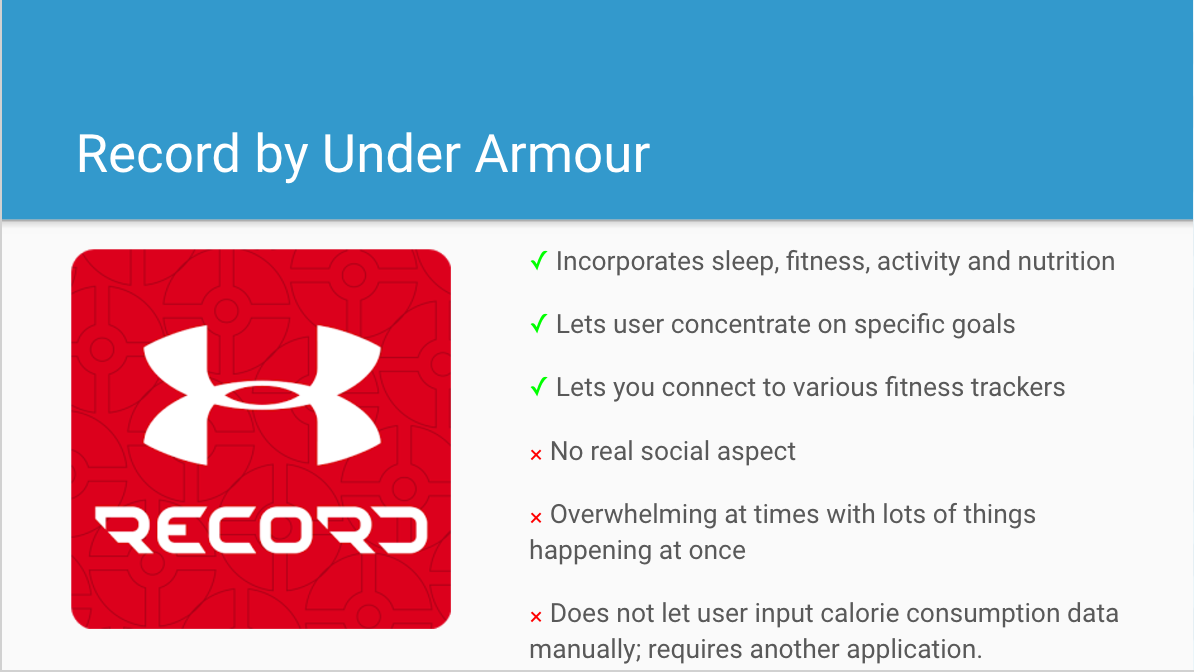 Record by Under Armour
RECORD
✓ Incorporates sleep, fitness, activity and nutrition
✓ Lets user concentrate on specific goals
✓ Lets you connect to various fitness trackers
× No real social aspect
× Overwhelming at times with lots of things
happening at once
× Does not let user input calorie consumption data
manually; requires another application.